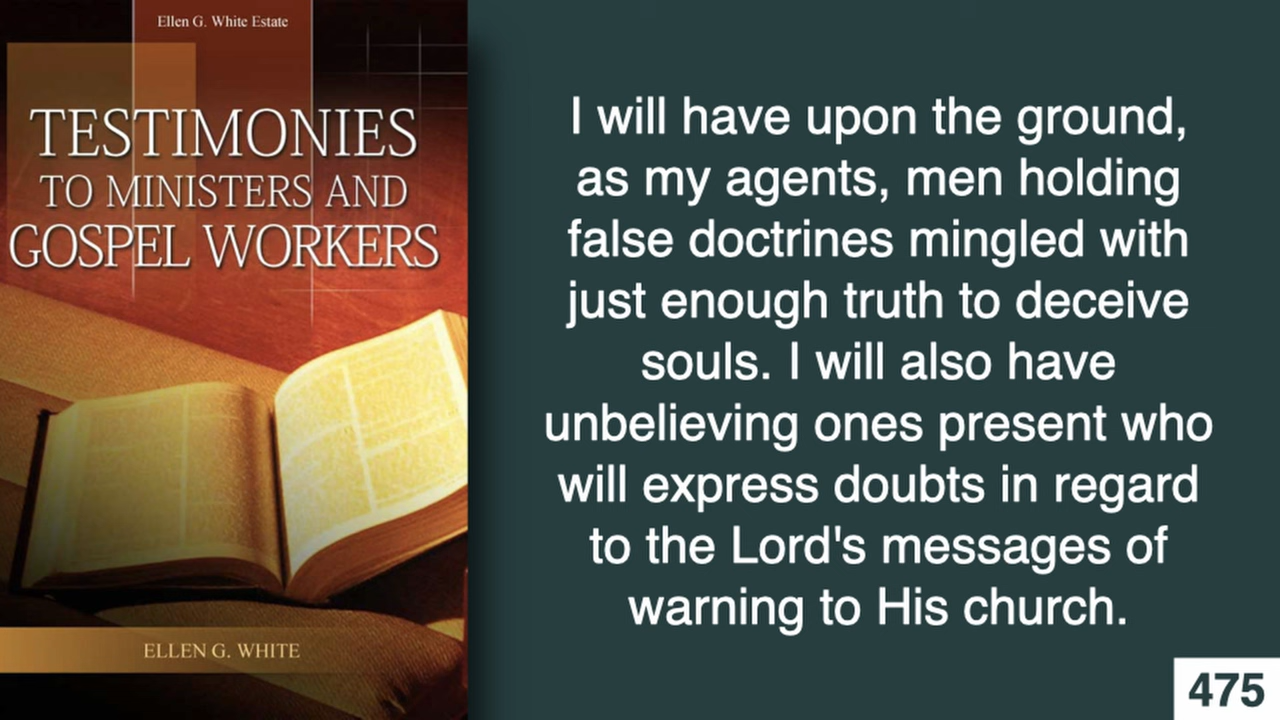 Ellen G. White Estate
TESTIMONIES
TO MINISTERS AND
GOSPEL WORKERS
ELLEN G. WHITE
I will have upon the ground,
as my agents, men holding
false doctrines mingled with
just enough truth to deceive
souls. I will also have
unbelieving ones present who
will express doubts in regard
to the Lord's messages of
warning to His church.
475